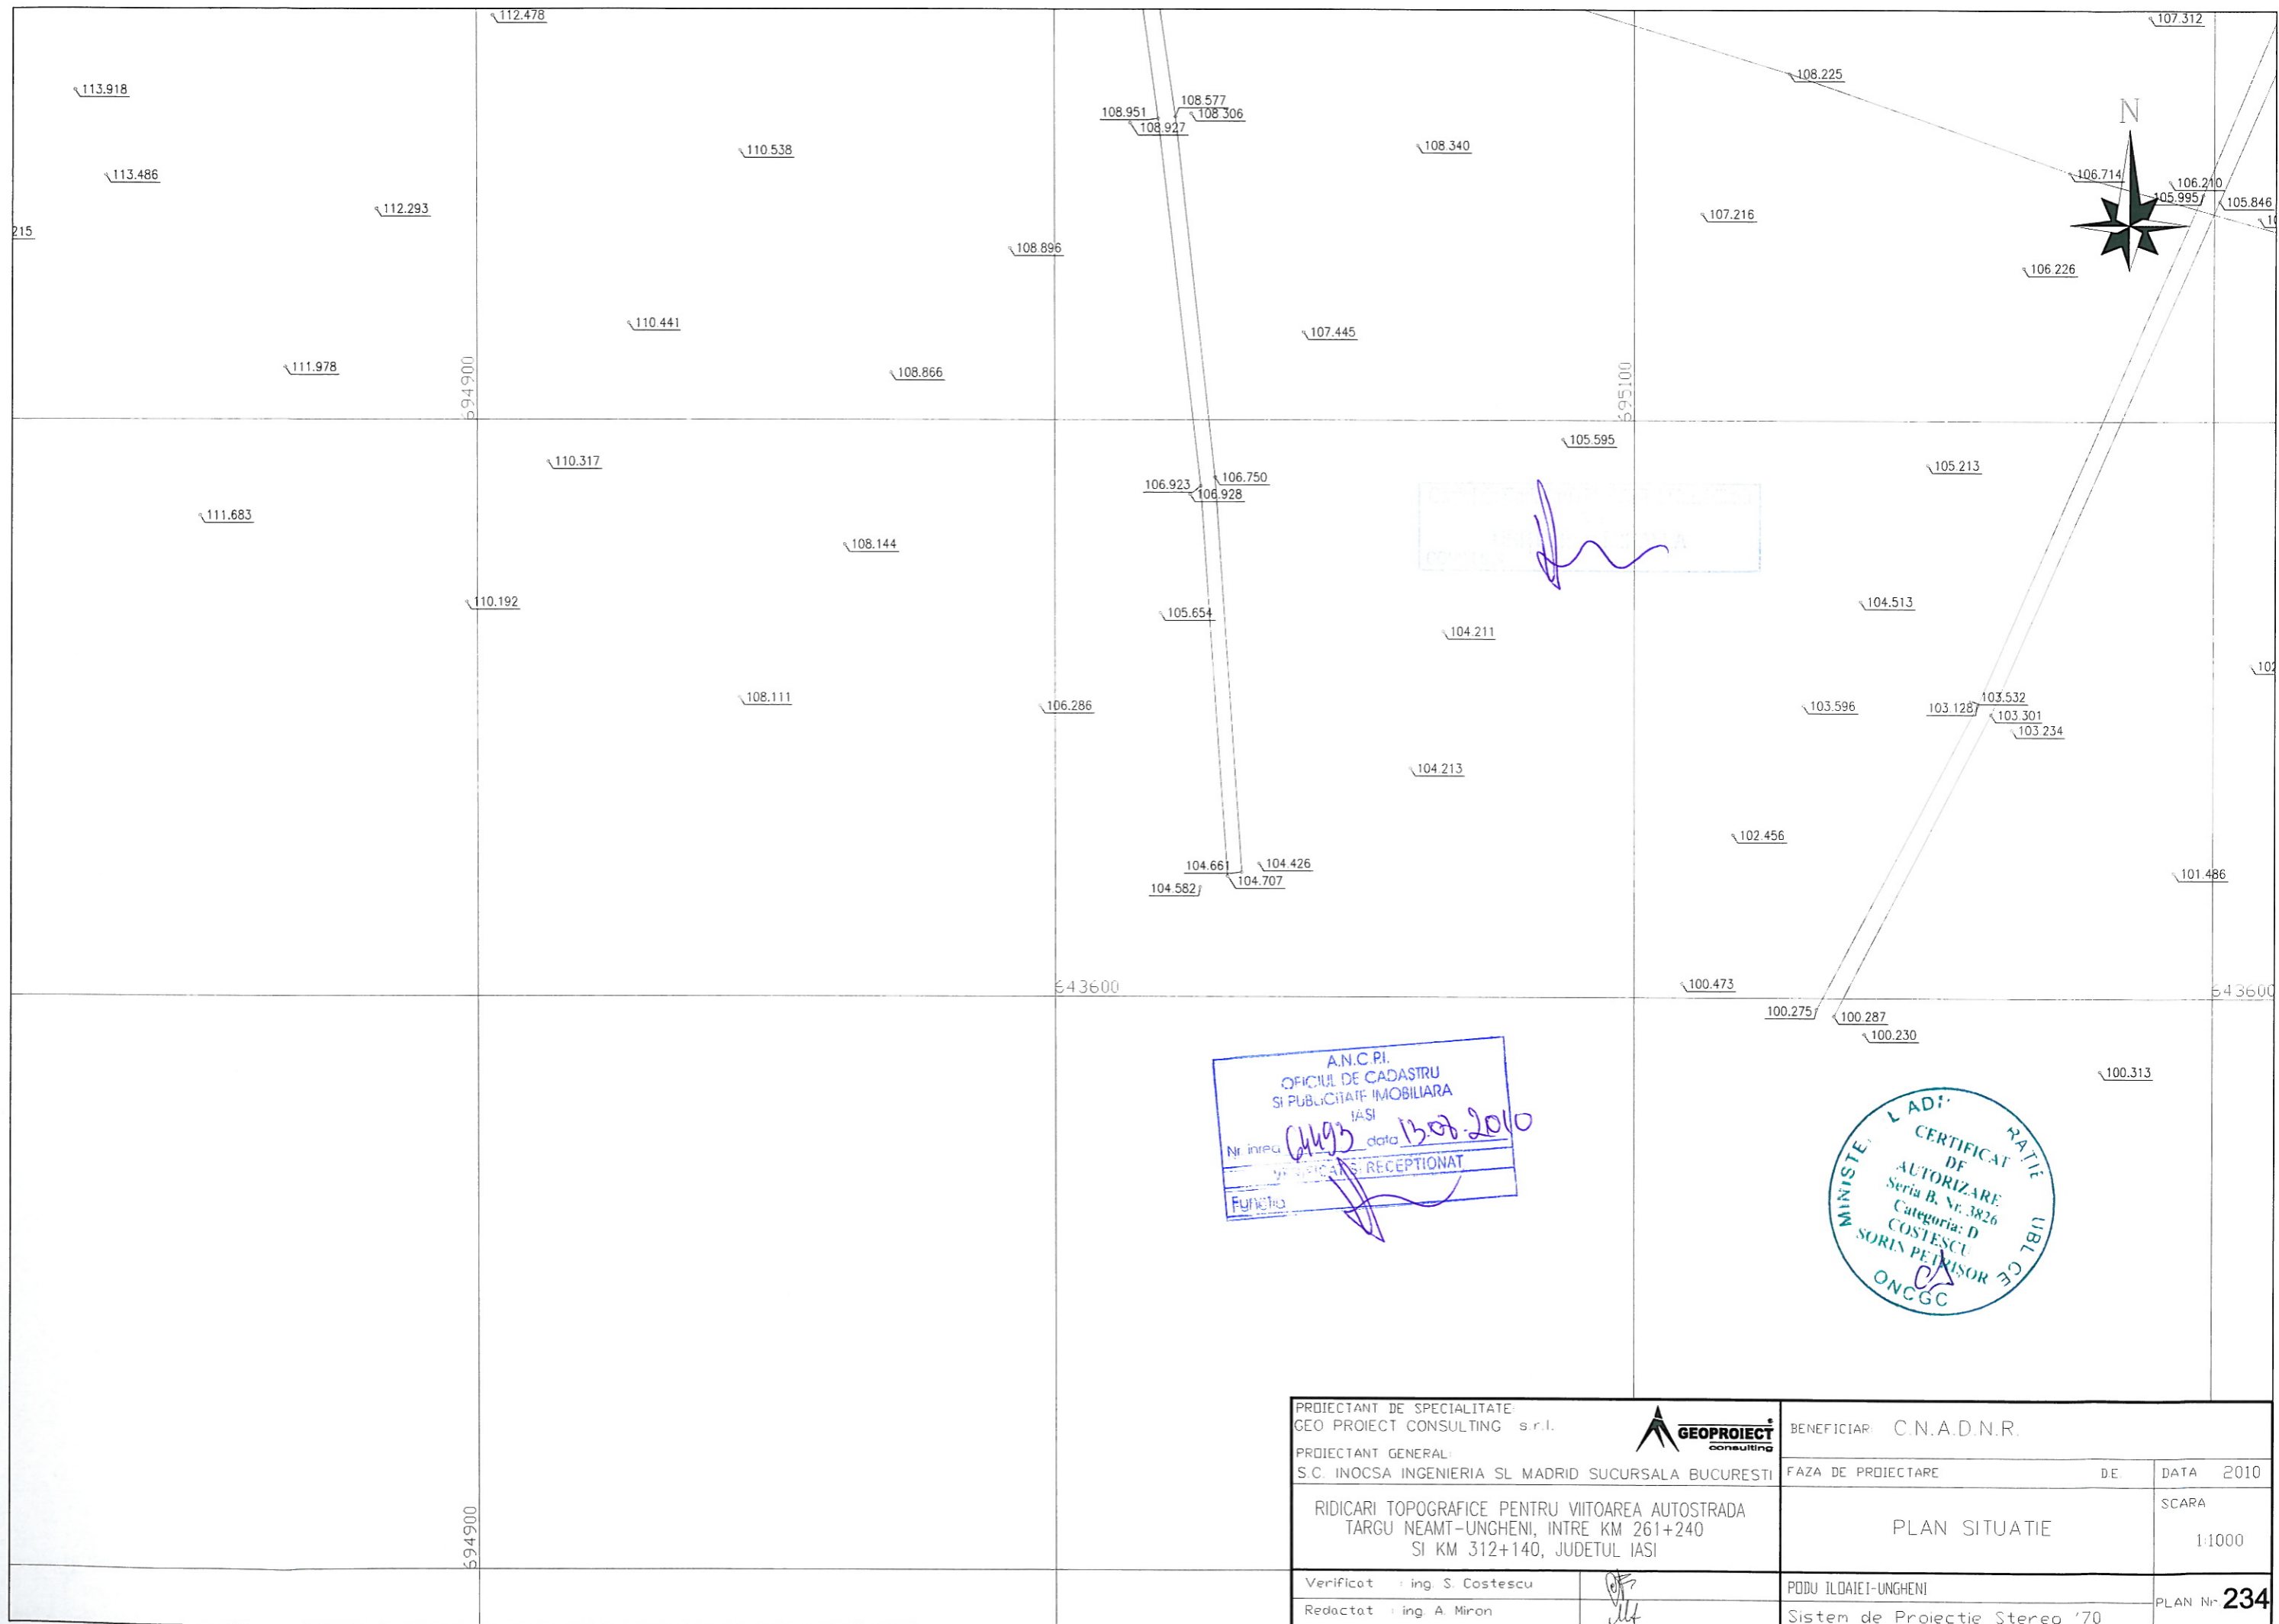 112.478
107.312
113.918
108.225
108.577
108.951
108.306
108.927
N
110.538
108.340
113.486
106.714
106.210
105.995
105.846
112.293
107.216
215
108.896
106.226
110.441
107.445
111.978
108.866
694900
695100
105.595
110.317
105.213
106.923
106.750
106.928
111.683
108.144
110.192
104.513
105.654
104.211
108.111
106.286
103.596
103.532
103.128
103.301
103.234
104.213
102.456
104.661
104.426
104.707
104.582
101.486
643600
100.473
643600
100.275
100.287
100.230
100.313
A.N.C.P.I.
OFICIUL DE CADASTRU
SI PUBLICITATE IMOBILIARA
IASI
Nr. inreg 64493 data 13.08.2010
RECEPTIONAT
Functia
CERTIFICAT
DE
AUTORIZARE
Seria B, Nr. 3826
Categoria: D
COSTESCU
SORIN PETRISOR
ONCGC
694900
PROIECTANT DE SPECIALITATE:
GEO PROIECT CONSULTING s.r.l.
GEOPROIECT
consulting
PROIECTANT GENERAL:
S.C. INOCSA INGENIERIA SL MADRID SUCURSALA BUCURESTI
BENEFICIAR: C.N.A.D.N.R.
FAZA DE PROIECTARE D.E.
DATA 2010
RIDICARI TOPOGRAFICE PENTRU VIITOAREA AUTOSTRADA
TARGU NEAMT-UNGHENI, INTRE KM 261+240
SI KM 312+140, JUDETUL IASI
PLAN SITUATIE
SCARA
1:1000
Verificat : ing. S. Costescu
Redactat : ing. A. Miron
PODU ILOAIEI-UNGHENI
Sistem de Proiectie Stereo '70
PLAN Nr. 234